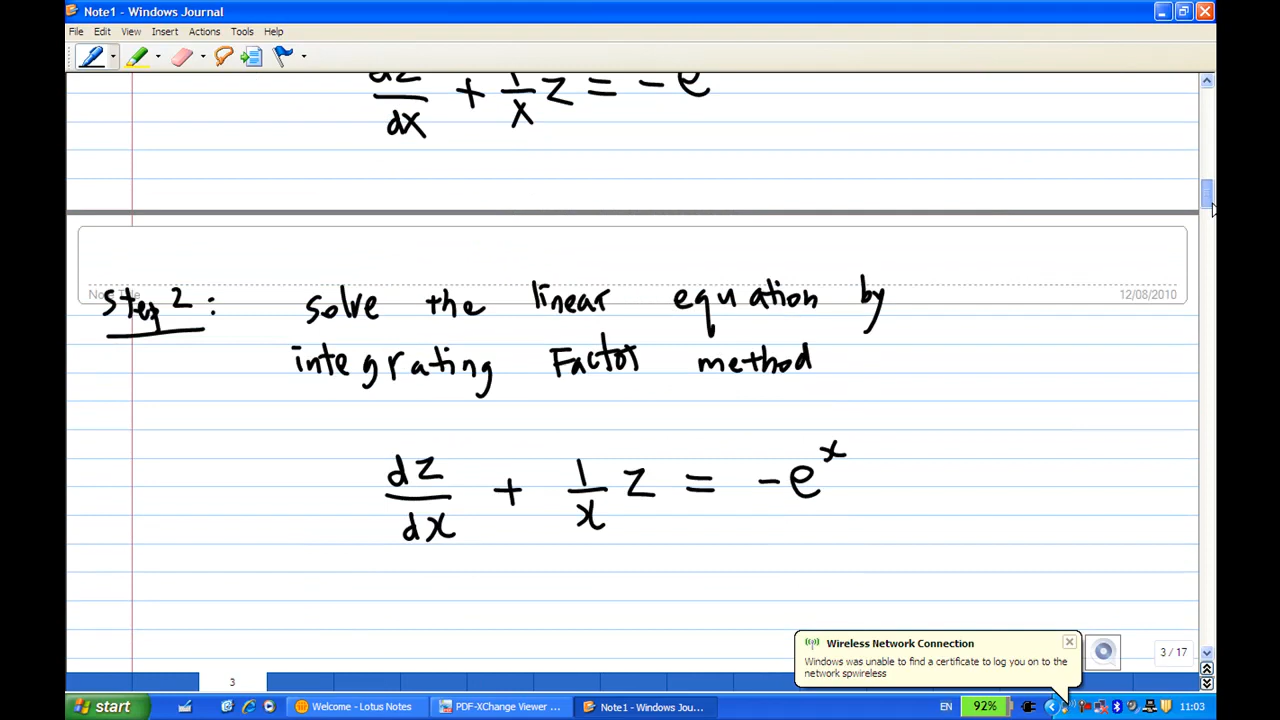 Note1 - Windows Journal
File Edit View Insert Actions Tools Help
dz/dx + 1/x z = -e
Step 2: solve the linear equation by
12/08/2010
integrating Factor method
dz/dx + 1/x z = -e^x
Wireless Network Connection
Windows was unable to find a certificate to log you on to the
network spwireless
3 / 17
3
start Welcome - Lotus Notes PDF-XChange Viewer ... Note1 - Windows Jou... EN 92% 11:03